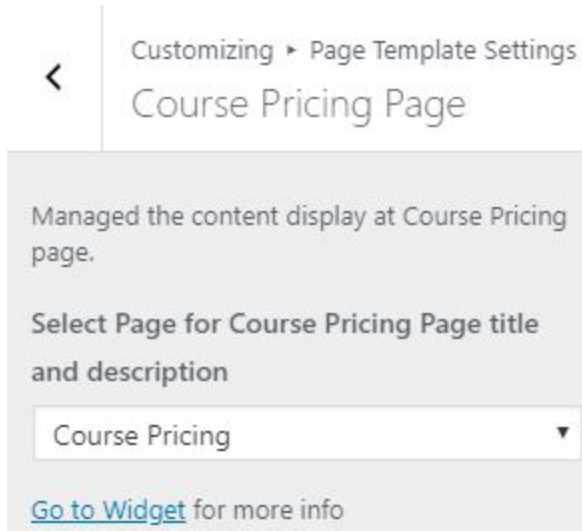 Customizing ▸ Page Template Settings
Course Pricing Page
Managed the content display at Course Pricing
page.
Select Page for Course Pricing Page title
and description
Course Pricing
Go to Widget for more info